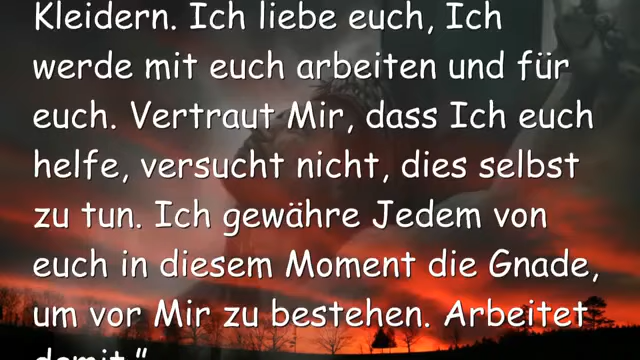 Kleidern. Ich liebe euch, Ich
werde mit euch arbeiten und für
euch. Vertraut Mir, dass Ich euch
helfe, versucht nicht, dies selbst
zu tun. Ich gewähre Jedem von
euch in diesem Moment die Gnade,
um vor Mir zu bestehen. Arbeitet
damit."